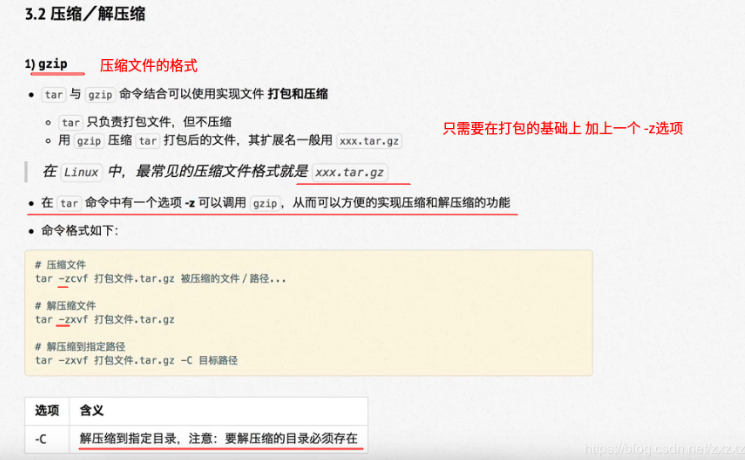 3.2 压缩／解压缩
1) gzip 压缩文件的格式
• tar 与 gzip 命令结合可以使用实现文件 打包和压缩
○ tar 只负责打包文件，但不压缩
○ 用 gzip 压缩 tar 打包后的文件，其扩展名一般用 xxx.tar.gz
只需要在打包的基础上 加上一个 -z选项
在 Linux 中，最常见的压缩文件格式就是 xxx.tar.gz
• 在 tar 命令中有一个选项 -z 可以调用 gzip ，从而可以方便的实现压缩和解压缩的功能
• 命令格式如下：
# 压缩文件
tar -zcvf 打包文件.tar.gz 被压缩的文件／路径...
# 解压缩文件
tar -zxvf 打包文件.tar.gz
# 解压缩到指定路径
tar -zxvf 打包文件.tar.gz -C 目标路径
选项 含义
-C 解压缩到指定目录，注意：要解压缩的目录必须存在
https://blog.csdn.net/zxzxz